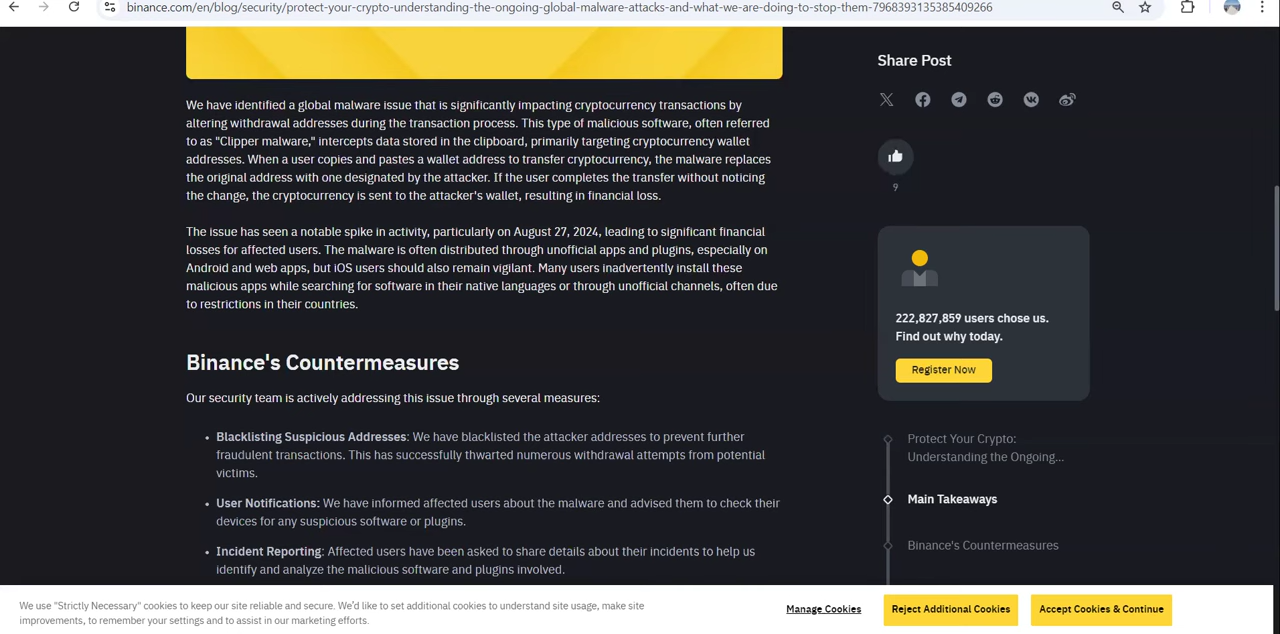 binance.com/en/blog/security/protect-your-crypto-understanding-the-ongoing-global-malware-attacks-and-what-we-are-doing-to-stop-them-7968393135385409266
We have identified a global malware issue that is significantly impacting cryptocurrency transactions by
altering withdrawal addresses during the transaction process. This type of malicious software, often referred
to as "Clipper malware," intercepts data stored in the clipboard, primarily targeting cryptocurrency wallet
addresses. When a user copies and pastes a wallet address to transfer cryptocurrency, the malware replaces
the original address with one designated by the attacker. If the user completes the transfer without noticing
the change, the cryptocurrency is sent to the attacker's wallet, resulting in financial loss.
The issue has seen a notable spike in activity, particularly on August 27, 2024, leading to significant financial
losses for affected users. The malware is often distributed through unofficial apps and plugins, especially on
Android and web apps, but iOS users should also remain vigilant. Many users inadvertently install these
malicious apps while searching for software in their native languages or through unofficial channels, often due
to restrictions in their countries.
Binance's Countermeasures
Our security team is actively addressing this issue through several measures:
• Blacklisting Suspicious Addresses: We have blacklisted the attacker addresses to prevent further
fraudulent transactions. This has successfully thwarted numerous withdrawal attempts from potential
victims.
• User Notifications: We have informed affected users about the malware and advised them to check their
devices for any suspicious software or plugins.
• Incident Reporting: Affected users have been asked to share details about their incidents to help us
identify and analyze the malicious software and plugins involved.
Share Post
9
222,827,859 users chose us.
Find out why today.
Register Now
Protect Your Crypto:
Understanding the Ongoing...
Main Takeaways
Binance's Countermeasures
We use "Strictly Necessary" cookies to keep our site reliable and secure. We'd like to set additional cookies to understand site usage, make site
improvements, to remember your settings and to assist in our marketing efforts.
Manage Cookies
Reject Additional Cookies
Accept Cookies & Continue